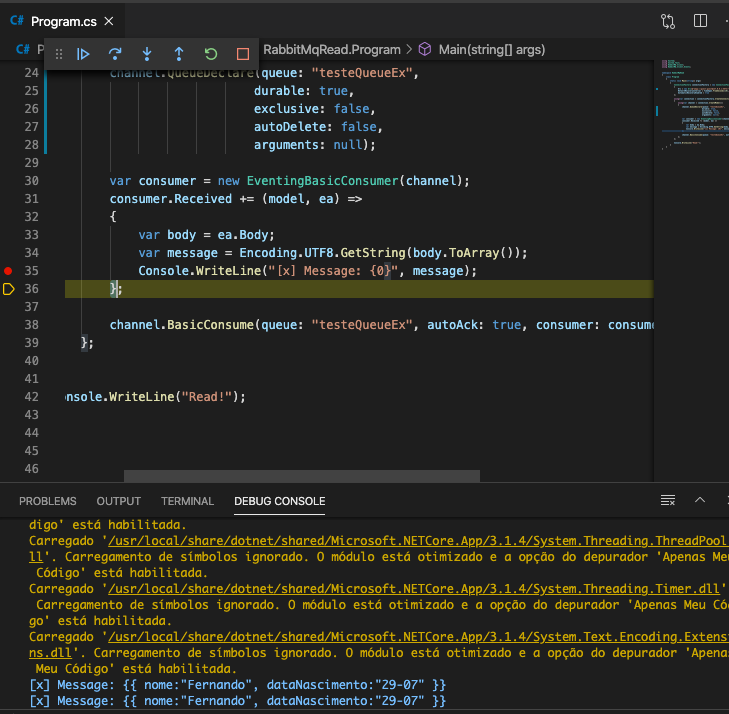 C# Program.cs ×
C# P RabbitMqRead.Program > Main(string[] args)
24 channel.QueueDeclare(queue: "testeQueueEx",
25 durable: true,
26 exclusive: false,
27 autoDelete: false,
28 arguments: null);
29
30 var consumer = new EventingBasicConsumer(channel);
31 consumer.Received += (model, ea) =>
32 {
33 var body = ea.Body;
34 var message = Encoding.UTF8.GetString(body.ToArray());
35 Console.WriteLine("[x] Message: {0}", message);
36 };
37
38 channel.BasicConsume(queue: "testeQueueEx", autoAck: true, consumer: consume
39 };
40
41
42 onsole.WriteLine("Read!");
43
44
45
46
PROBLEMS OUTPUT TERMINAL DEBUG CONSOLE
digo' está habilitada.
Carregado '/usr/local/share/dotnet/shared/Microsoft.NETCore.App/3.1.4/System.Threading.ThreadPool
ll'. Carregamento de símbolos ignorado. O módulo está otimizado e a opção do depurador 'Apenas Me
Código' está habilitada.
Carregado '/usr/local/share/dotnet/shared/Microsoft.NETCore.App/3.1.4/System.Threading.Timer.dll'
Carregamento de símbolos ignorado. O módulo está otimizado e a opção do depurador 'Apenas Meu Có
go' está habilitada.
Carregado '/usr/local/share/dotnet/shared/Microsoft.NETCore.App/3.1.4/System.Text.Encoding.Extens
ns.dll'. Carregamento de símbolos ignorado. O módulo está otimizado e a opção do depurador 'Apenas
Meu Código' está habilitada.
[x] Message: {{ nome:"Fernando", dataNascimento:"29-07" }}
[x] Message: {{ nome:"Fernando", dataNascimento:"29-07" }}